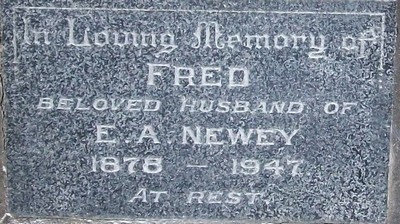 In Loving Memory of
FRED
BELOVED HUSBAND OF
E. A. NEWEY
1878 - 1947
AT REST.